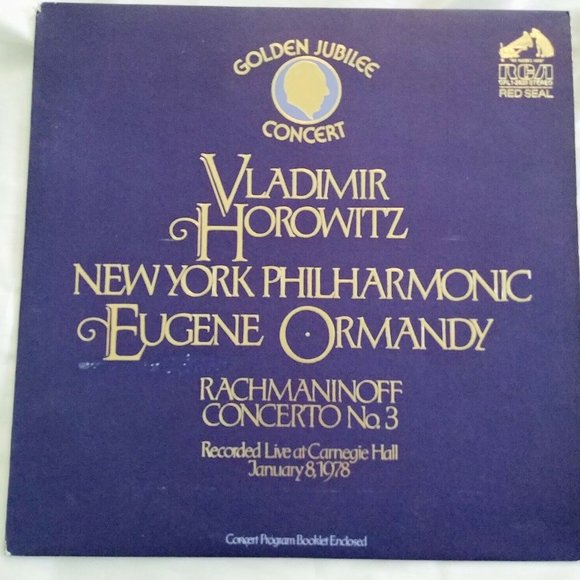 GOLDEN JUBILEE
CONCERT
RCA
RED SEAL
VLADIMIR
HOROWITZ
NEW YORK PHILHARMONIC
EUGENE ORMANDY
RACHMANINOFF
CONCERTO No. 3
Recorded Live at Carnegie Hall
January 8, 1978
Concert Program Booklet Enclosed